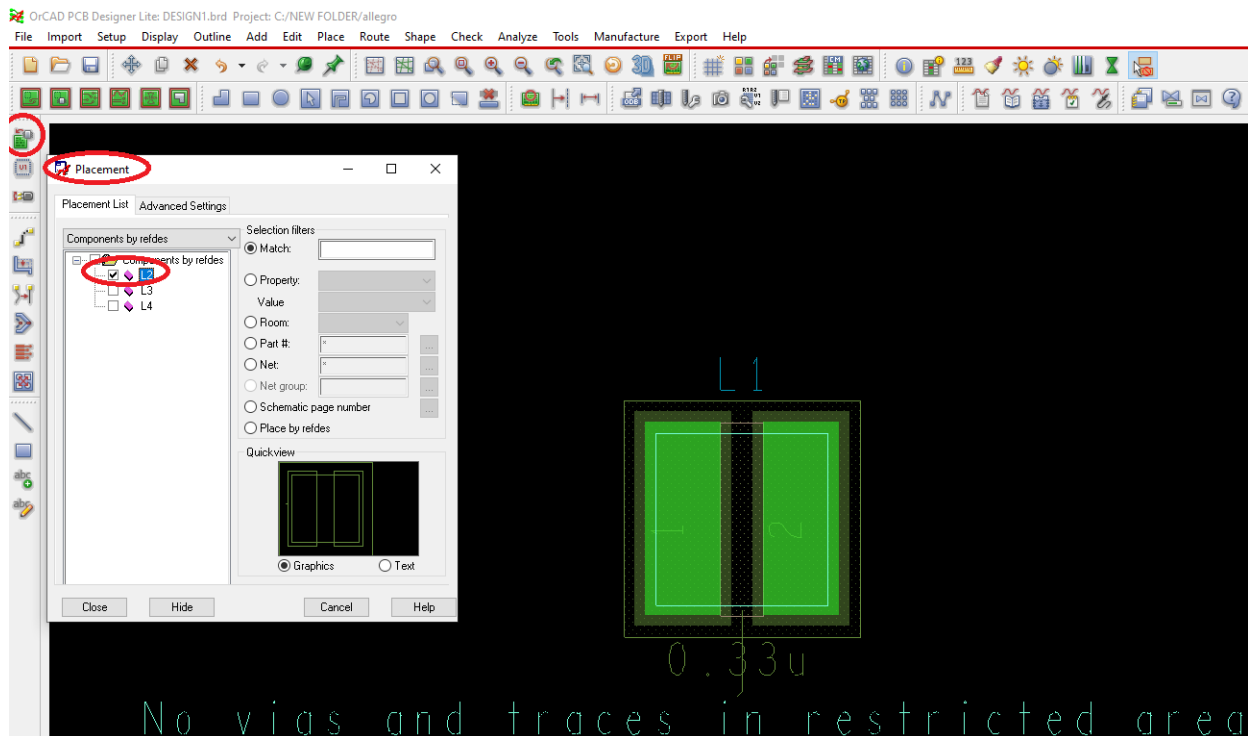 OrCAD PCB Designer Lite: DESIGN1.brd Project: C:/NEW FOLDER/allegro
File Import Setup Display Outline Add Edit Place Route Shape Check Analyze Tools Manufacture Export Help
Placement
Placement List Advanced Settings
Components by refdes
Components by refdes
L2
L3
L4
Selection filters
Match:
Property:
Value
Room:
Part #: *
...
Net: *
...
Net group:
...
Schematic page number
...
Place by refdes
Quickview
Graphics Text
Close Hide Cancel Help
L1
1 2
0.33u
No vias and traces in restricted area